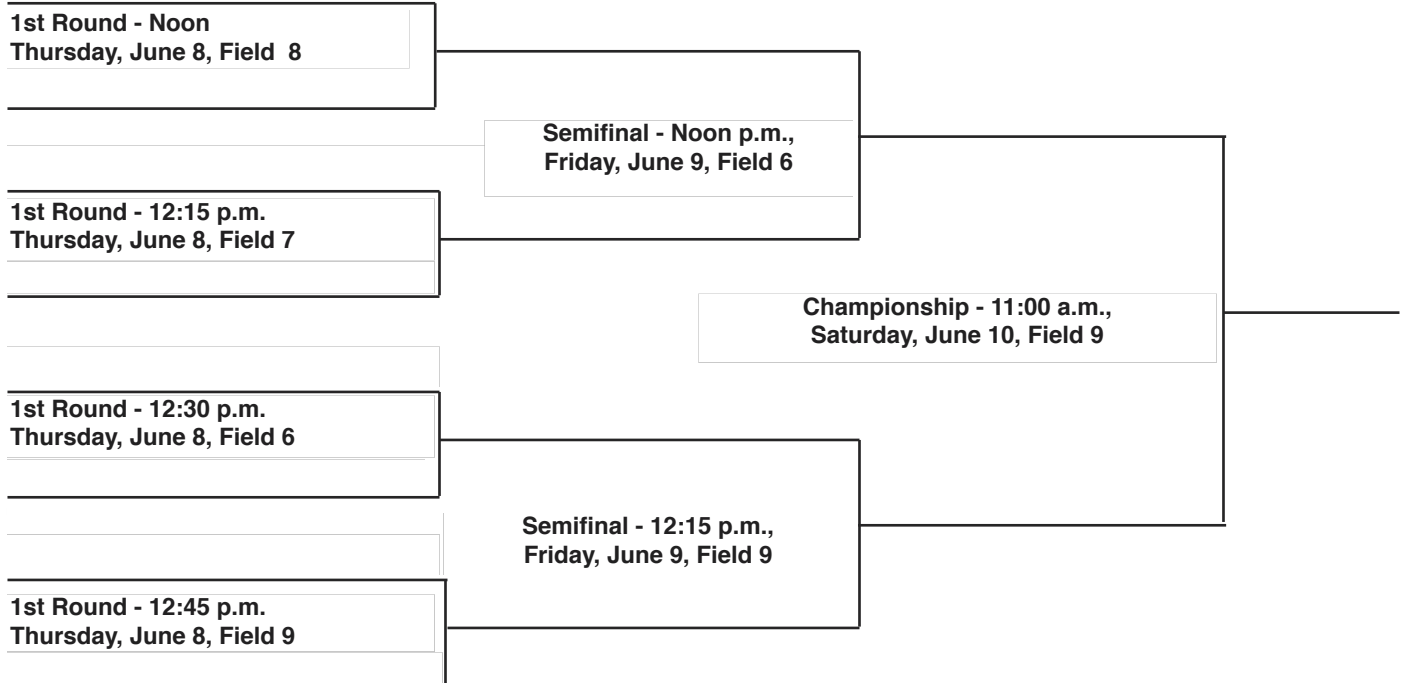 1st Round - Noon
Thursday, June 8, Field  8
Semifinal - Noon p.m.,
Friday, June 9, Field 6
1st Round - 12:15 p.m.
Thursday, June 8, Field 7
Championship - 11:00 a.m.,
Saturday, June 10, Field 9
1st Round - 12:30 p.m.
Thursday, June 8, Field 6
Semifinal - 12:15 p.m.,
Friday, June 9, Field 9
1st Round - 12:45 p.m.
Thursday, June 8, Field 9